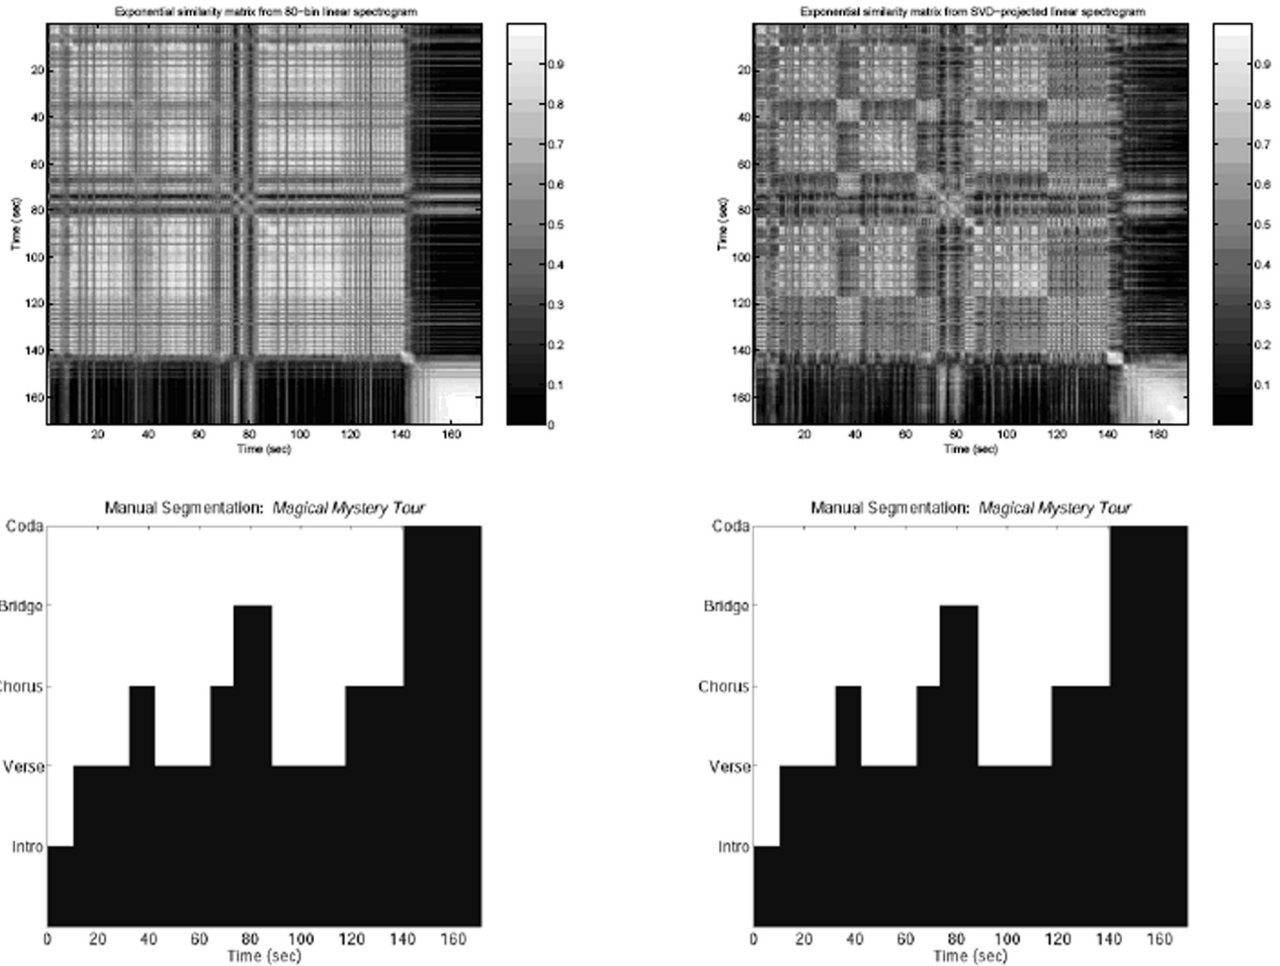 Exponential similarity matrix from 80-bin linear spectrogram
20
40
60
80
100
120
140
160
Time (sec)
20 40 60 80 100 120 140 160
Time (sec)
0.9
0.8
0.7
0.6
0.5
0.4
0.3
0.2
0.1
0
Exponential similarity matrix from SVD-projected linear spectrogram
20
40
60
80
100
120
140
160
Time (sec)
20 40 60 80 100 120 140 160
Time (sec)
0.9
0.8
0.7
0.6
0.5
0.4
0.3
0.2
0.1
Manual Segmentation: Magical Mystery Tour
Coda
Bridge
Chorus
Verse
Intro
0 20 40 60 80 100 120 140 160
Time (sec)
Manual Segmentation: Magical Mystery Tour
Coda
Bridge
Chorus
Verse
Intro
0 20 40 60 80 100 120 140 160
Time (sec)